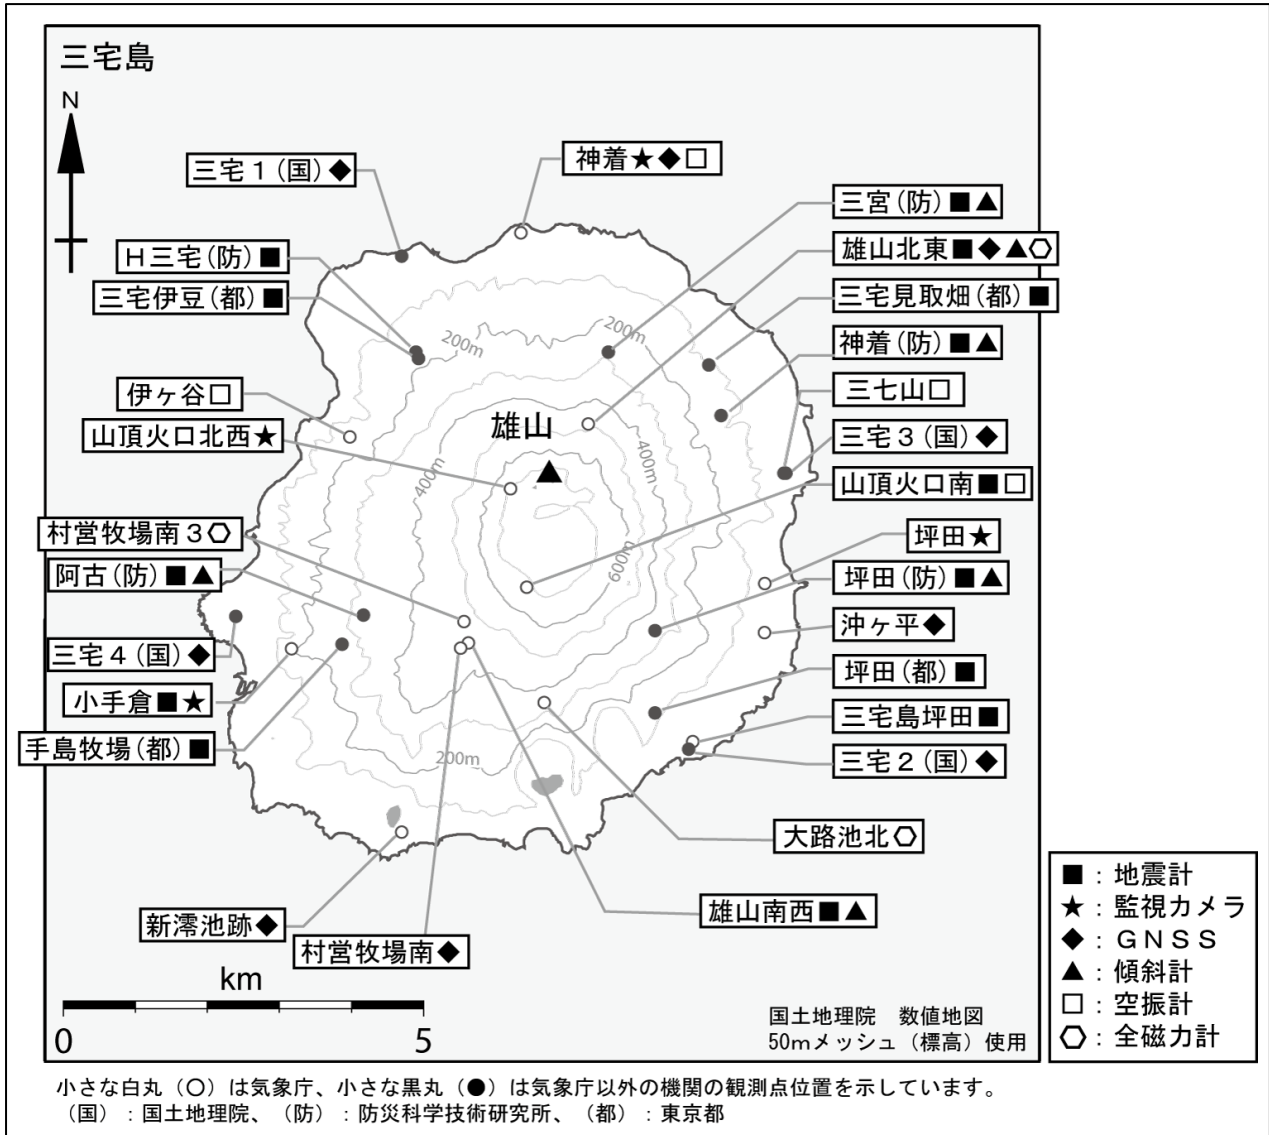 三宅島
N
神着★◆□
三宅1(国)◆
三宮(防)■▲
H三宅(防)■
雄山北東■◆▲⬡
三宅伊豆(都)■
三宅見取畑(都)■
200m
200m
神着(防)■▲
伊ヶ谷□
三七山□
山頂火口北西★
雄山
三宅3(国)◆
400m
400m
山頂火口南■□
村営牧場南3⬡
坪田★
阿古(防)■▲
600m
坪田(防)■▲
沖ヶ平◆
三宅4(国)◆
坪田(都)■
小手倉■★
三宅島坪田■
手島牧場(都)■
200m
三宅2(国)◆
大路池北⬡
雄山南西■▲
新澪池跡◆
村営牧場南◆
km
0 5
国土地理院 数値地図
50mメッシュ(標高)使用
■:地震計
★:監視カメラ
◆:GNSS
▲:傾斜計
□:空振計
⬡:全磁力計
小さな白丸(○)は気象庁、小さな黒丸(●)は気象庁以外の機関の観測点位置を示しています。
(国):国土地理院、(防):防災科学技術研究所、(都):東京都